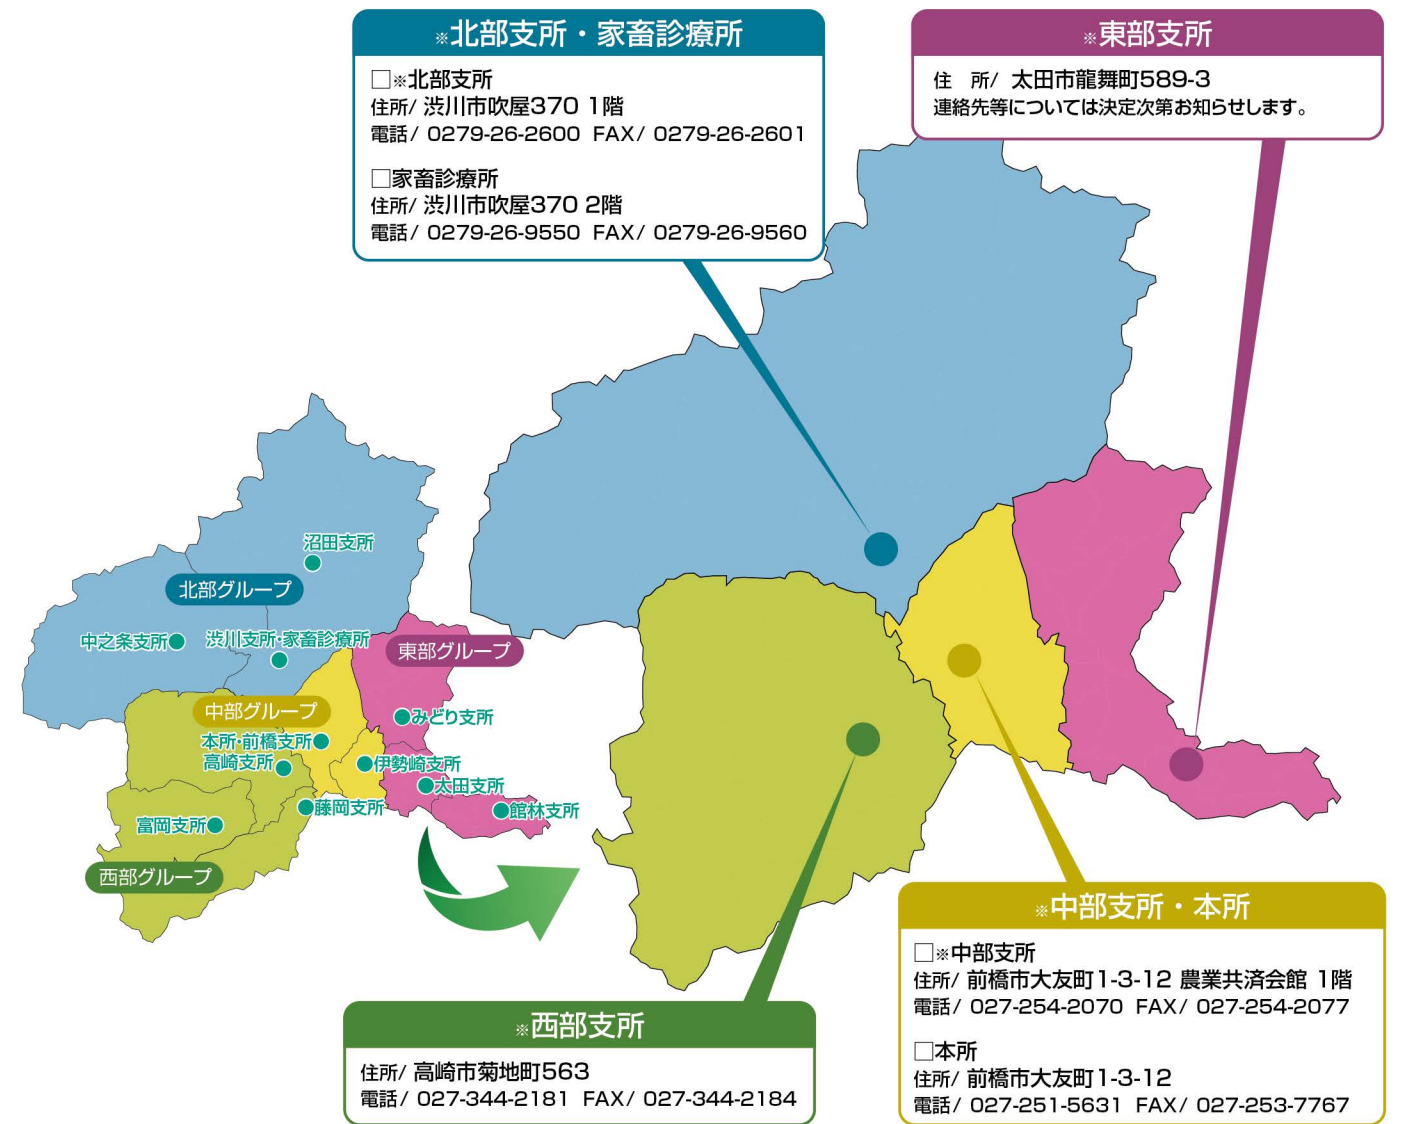 ※北部支所・家畜診療所
□※北部支所
住所/ 渋川市吹屋370 1階
電話/ 0279-26-2600 FAX/ 0279-26-2601
□家畜診療所
住所/ 渋川市吹屋370 2階
電話/ 0279-26-9550 FAX/ 0279-26-9560
※東部支所
住　所/ 太田市龍舞町589-3
連絡先等については決定次第お知らせします。
沼田支所
北部グループ
中之条支所
渋川支所・家畜診療所
東部グループ
中部グループ
みどり支所
本所・前橋支所
高崎支所
伊勢崎支所
太田支所
藤岡支所
館林支所
富岡支所
西部グループ
※西部支所
住所/ 高崎市菊地町563
電話/ 027-344-2181 FAX/ 027-344-2184
※中部支所・本所
□※中部支所
住所/ 前橋市大友町1-3-12 農業共済会館 1階
電話/ 027-254-2070 FAX/ 027-254-2077
□本所
住所/ 前橋市大友町1-3-12
電話/ 027-251-5631 FAX/ 027-253-7767